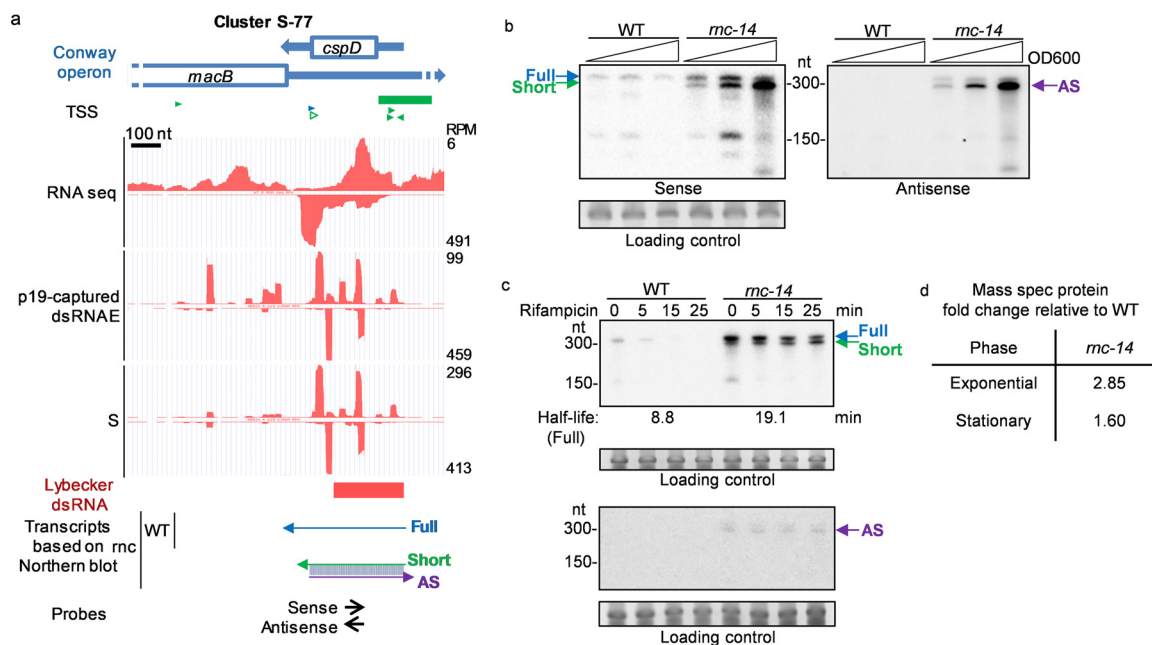 a
Cluster S-77
Conway
operon
cspD
macB
TSS
100 nt
RPM
6
RNA seq
491
99
p19-captured
dsRNAE
459
296
S
413
Lybecker
dsRNA
Transcripts
based on rnc
Northern blot
WT
Full
Short
AS
Probes
Sense
Antisense
b
WT rnc-14 WT rnc-14
nt OD600
Full
Short
-300-
-150-
AS
Sense Antisense
Loading control
c
WT rnc-14
Rifampicin 0 5 15 25 0 5 15 25 min
nt
300-
Full
Short
150-
Half-life: 8.8 19.1 min
(Full)
Loading control
nt
300-
AS
150-
Loading control
d
Mass spec protein
fold change relative to WT
Phase rnc-14
Exponential 2.85
Stationary 1.60